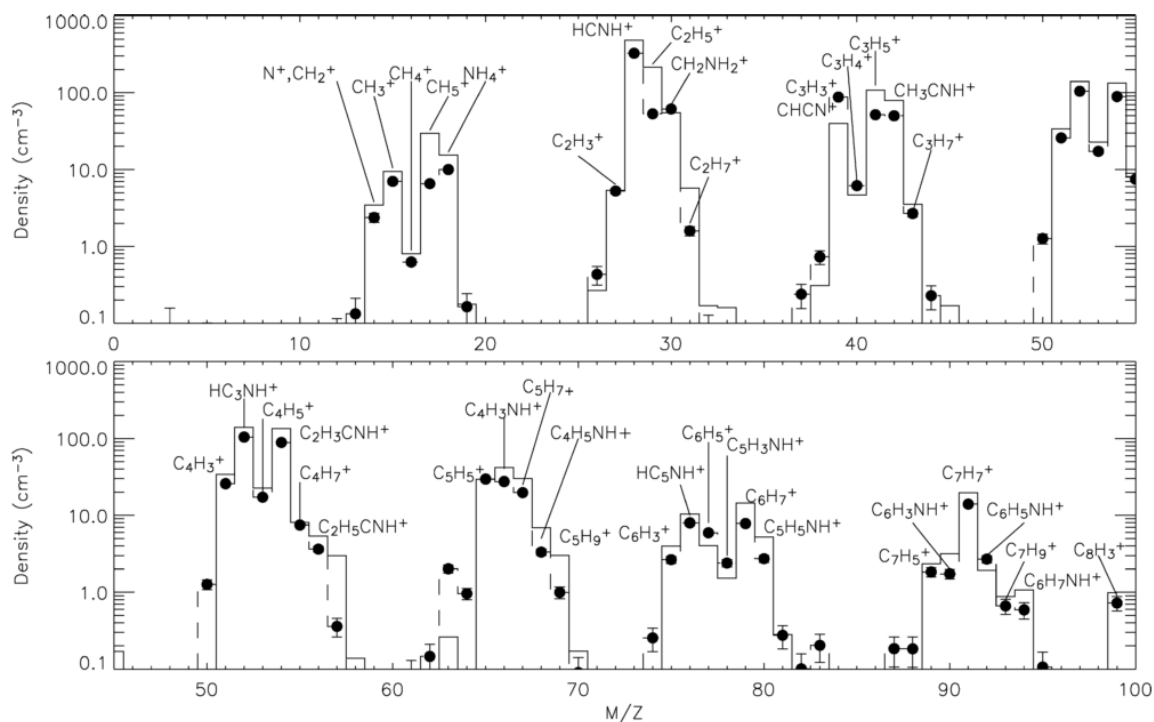 1000.0
100.0
10.0
1.0
0.1
Density (cm⁻³)
N⁺,CH₂⁺
CH₃⁺
CH₄⁺
CH₅⁺
NH₄⁺
HCNH⁺
C₂H₅⁺
CH₂NH₂⁺
C₂H₃⁺
C₂H₇⁺
C₃H₅⁺
C₃H₄⁺
C₃H₃⁺
CHCN⁺
CH₃CNH⁺
C₃H₇⁺
0
10
20
30
40
50
1000.0
100.0
10.0
1.0
0.1
Density (cm⁻³)
HC₃NH⁺
C₄H₅⁺
C₂H₃CNH⁺
C₄H₃⁺
C₄H₇⁺
C₂H₅CNH⁺
C₅H₇+
C₄H₃NH⁺
C₄H₅NH+
C₅H₅⁺
C₅H₉⁺
C₆H₅⁺
C₅H₃NH⁺
HC₅NH⁺
C₆H₇⁺
C₆H₃⁺
C₅H₅NH⁺
C₇H₇⁺
C₆H₃NH⁺
C₆H₅NH⁺
C₇H₅⁺
C₇H₉⁺
C₈H₃⁺
C₆H₇NH⁺
50
60
70
80
90
100
M/Z